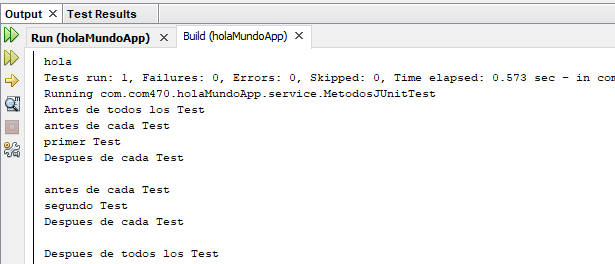 Output Test Results
Run (holaMundoApp) Build (holaMundoApp)
hola
Tests run: 1, Failures: 0, Errors: 0, Skipped: 0, Time elapsed: 0.573 sec - in com
Running com.com470.holaMundoApp.service.MetodosJUnitTest
Antes de todos los Test
antes de cada Test
primer Test
Despues de cada Test
antes de cada Test
segundo Test
Despues de cada Test
Despues de todos los Test